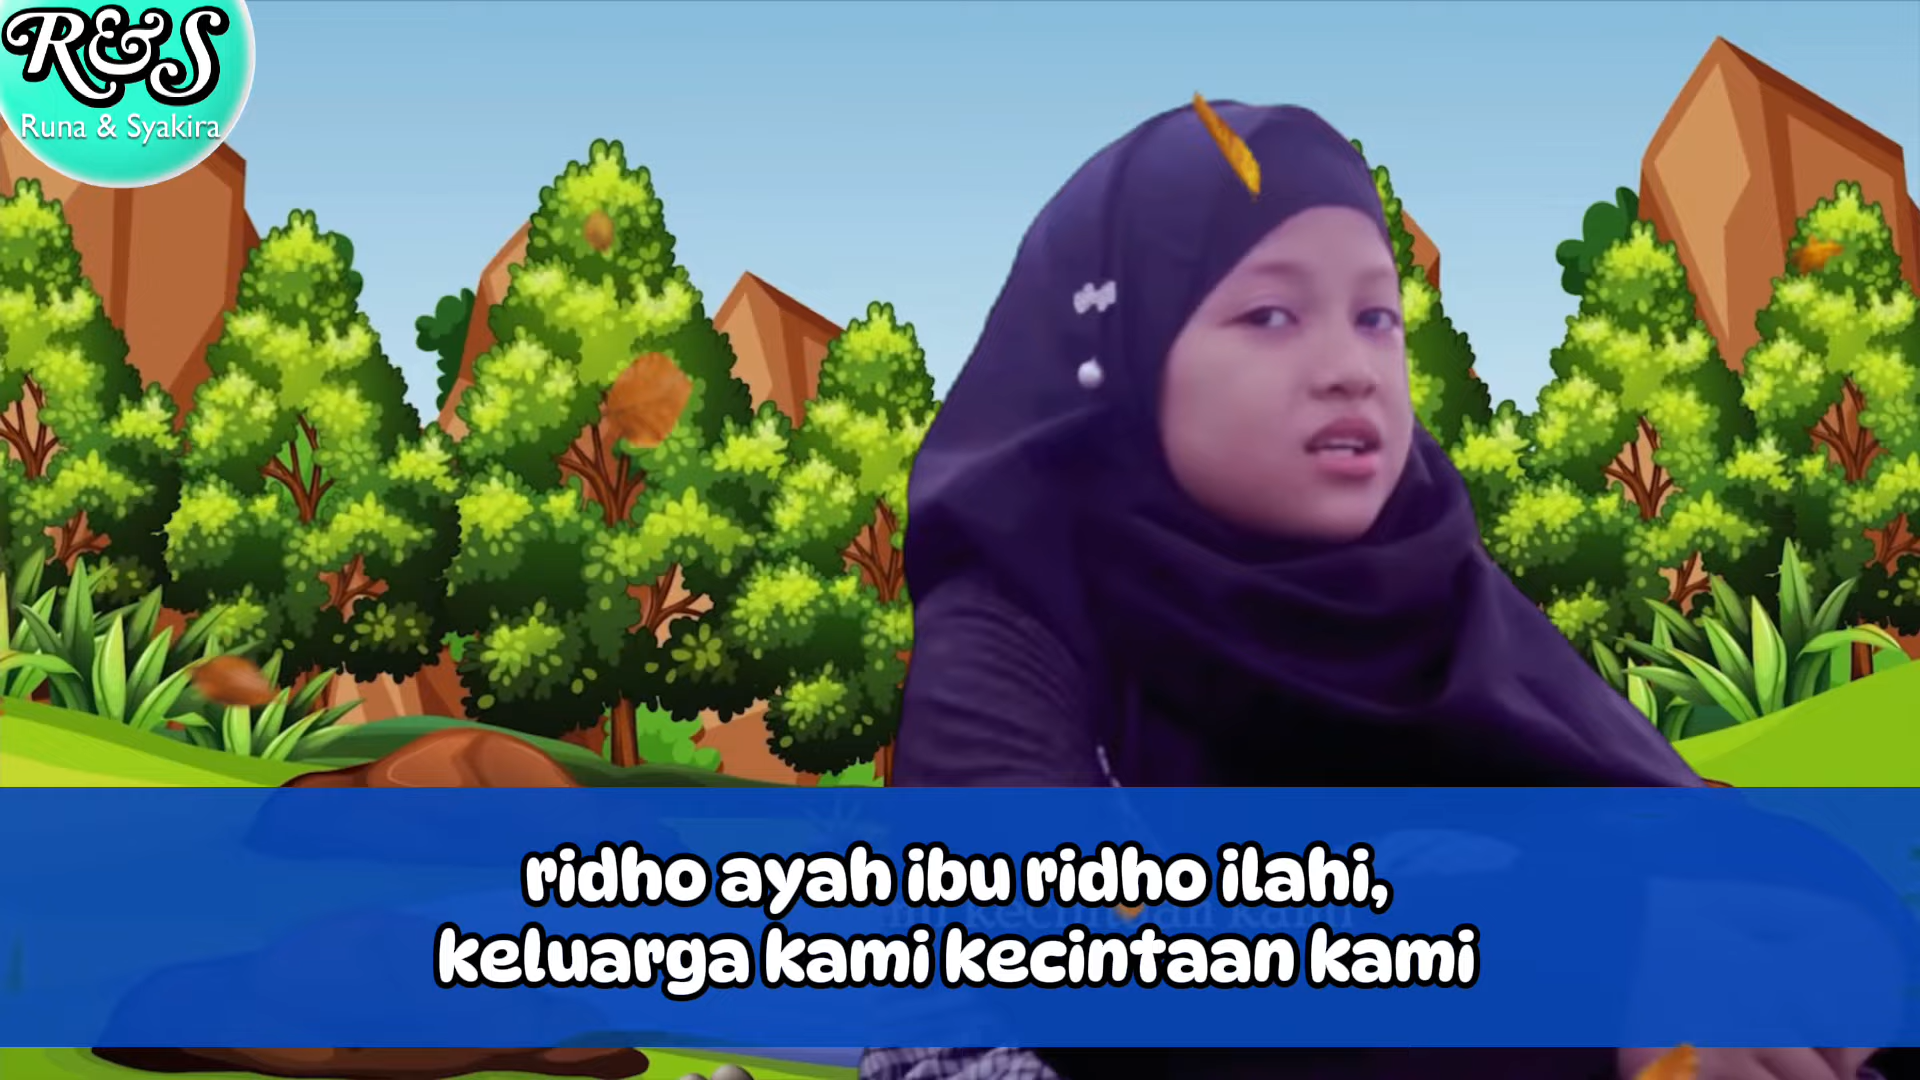 R&S
Runa & Syakira
ridho ayah ibu ridho ilahi,
keluarga kami kecintaan kami